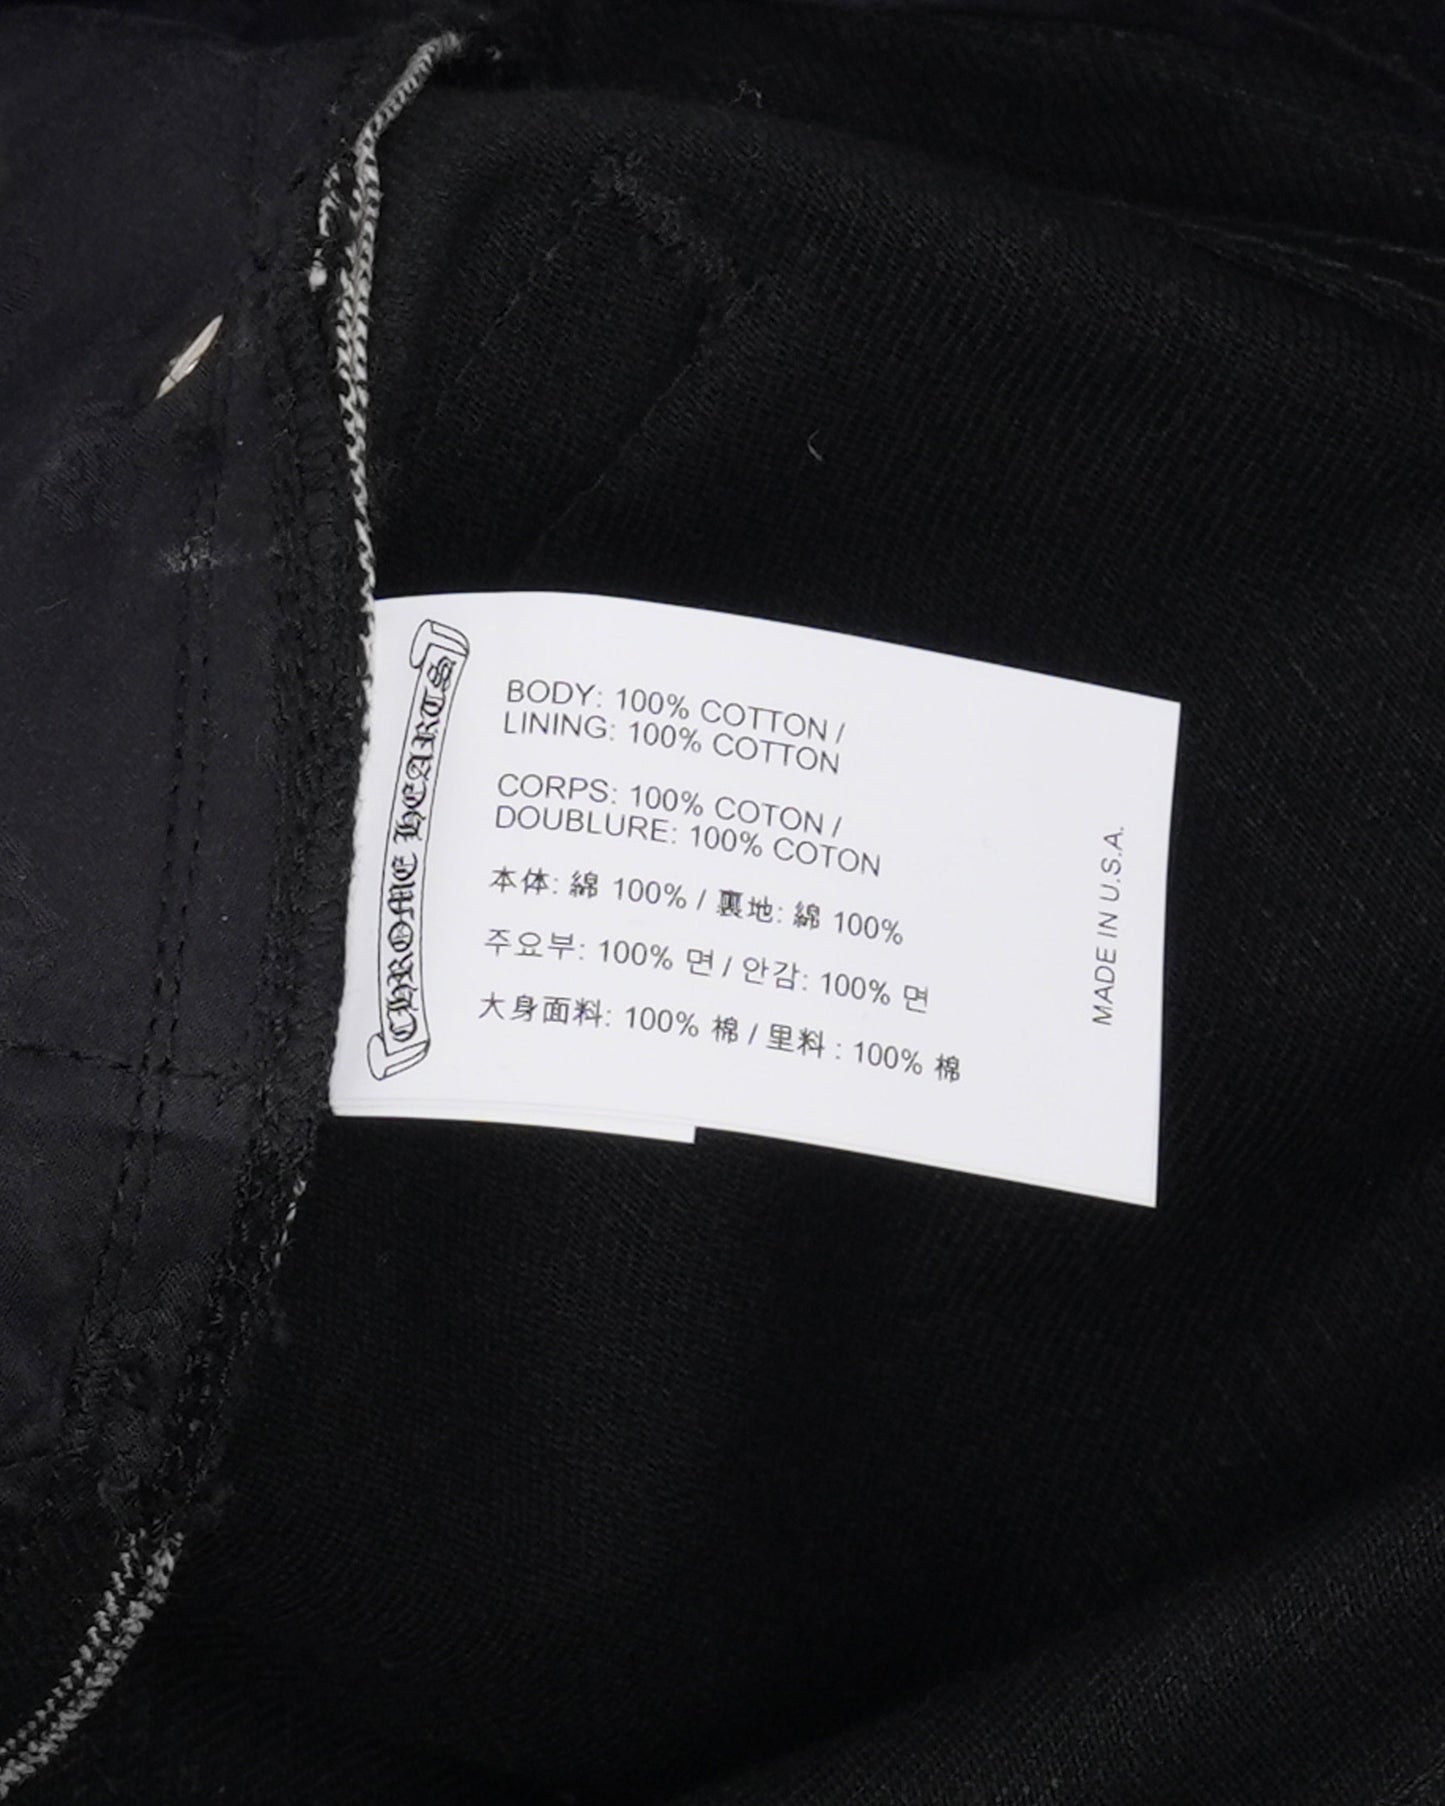 CHROME HEARTS
BODY: 100% COTTON /
LINING: 100% COTTON
CORPS: 100% COTON /
DOUBLURE: 100% COTON
本体: 綿 100% / 裏地: 綿 100%
주요부: 100% 면 / 안감: 100% 면
大身面料: 100% 棉 / 里料 : 100% 棉
MADE IN U.S.A.